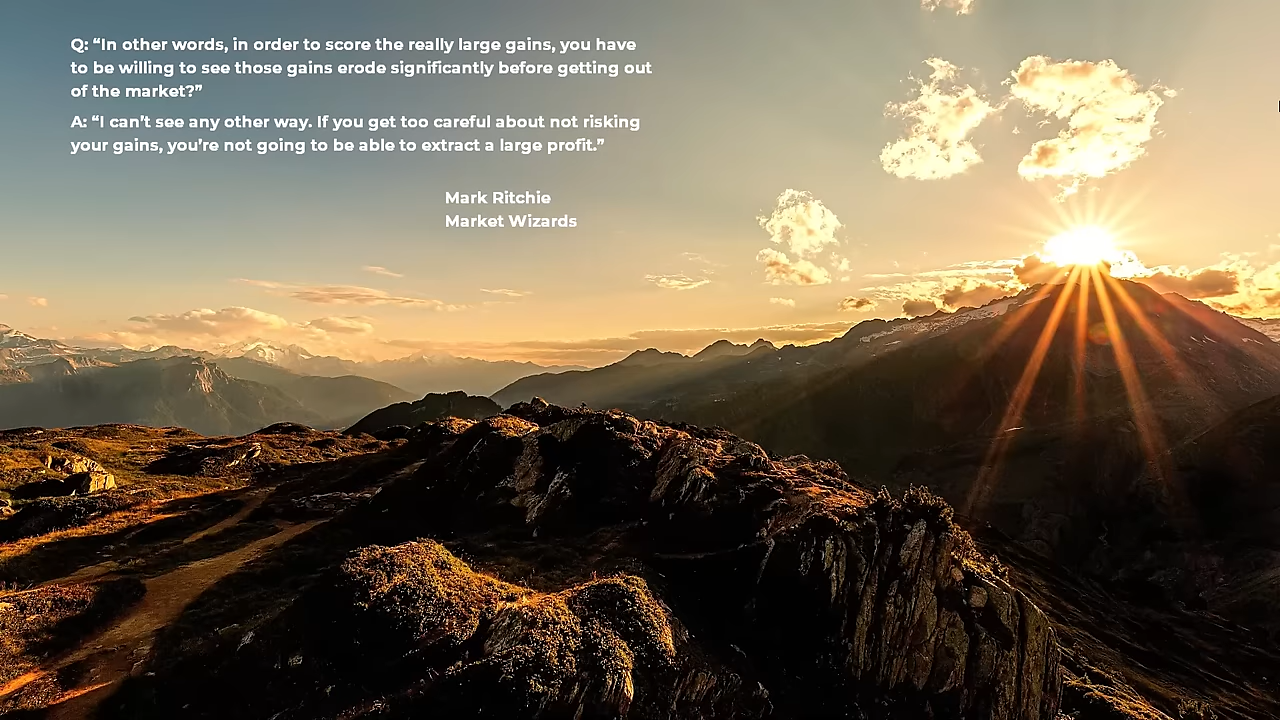 Q: “In other words, in order to score the really large gains, you have
to be willing to see those gains erode significantly before getting out
of the market?”
A: “I can’t see any other way. If you get too careful about not risking
your gains, you’re not going to be able to extract a large profit.”
Mark Ritchie
Market Wizards